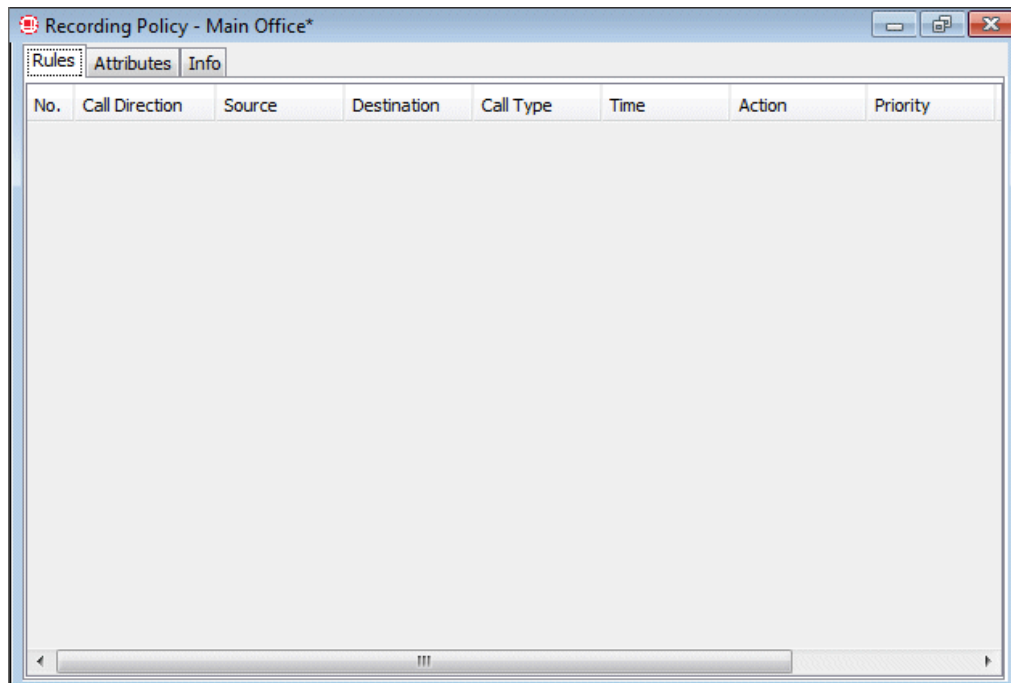 Recording Policy - Main Office*
Rules Attributes Info
No. Call Direction Source Destination Call Type Time Action Priority